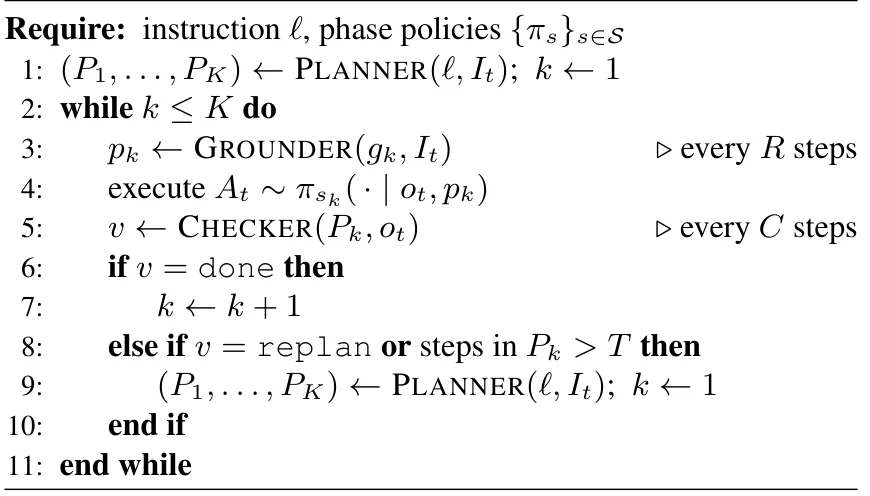 Require: instruction ℓ, phase policies {π_s}_{s∈𝒮}
1: (P_1, . . . , P_K) ← PLANNER(ℓ, I_t); k ← 1
2: while k ≤ K do
3: p_k ← GROUNDER(g_k, I_t) ▷ every R steps
4: execute A_t ∼ π_{s_k}( · | o_t, p_k)
5: v ← CHECKER(P_k, o_t) ▷ every C steps
6: if v = done then
7: k ← k + 1
8: else if v = replan or steps in P_k > T then
9: (P_1, . . . , P_K) ← PLANNER(ℓ, I_t); k ← 1
10: end if
11: end while